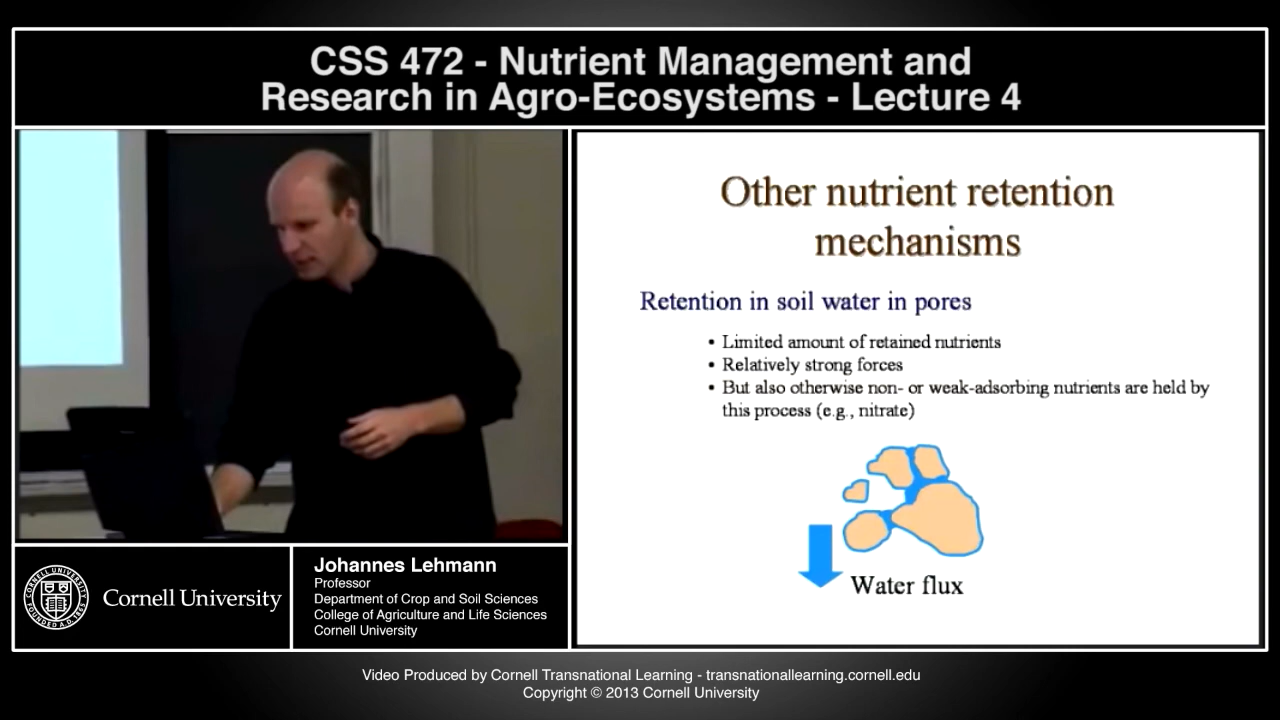 CSS 472 - Nutrient Management and
Research in Agro-Ecosystems - Lecture 4
Other nutrient retention
mechanisms
Retention in soil water in pores
• Limited amount of retained nutrients
• Relatively strong forces
• But also otherwise non- or weak-adsorbing nutrients are held by
this process (e.g., nitrate)
Water flux
Cornell University
Johannes Lehmann
Professor
Department of Crop and Soil Sciences
College of Agriculture and Life Sciences
Cornell University
Video Produced by Cornell Transnational Learning - transnationallearning.cornell.edu
Copyright © 2013 Cornell University